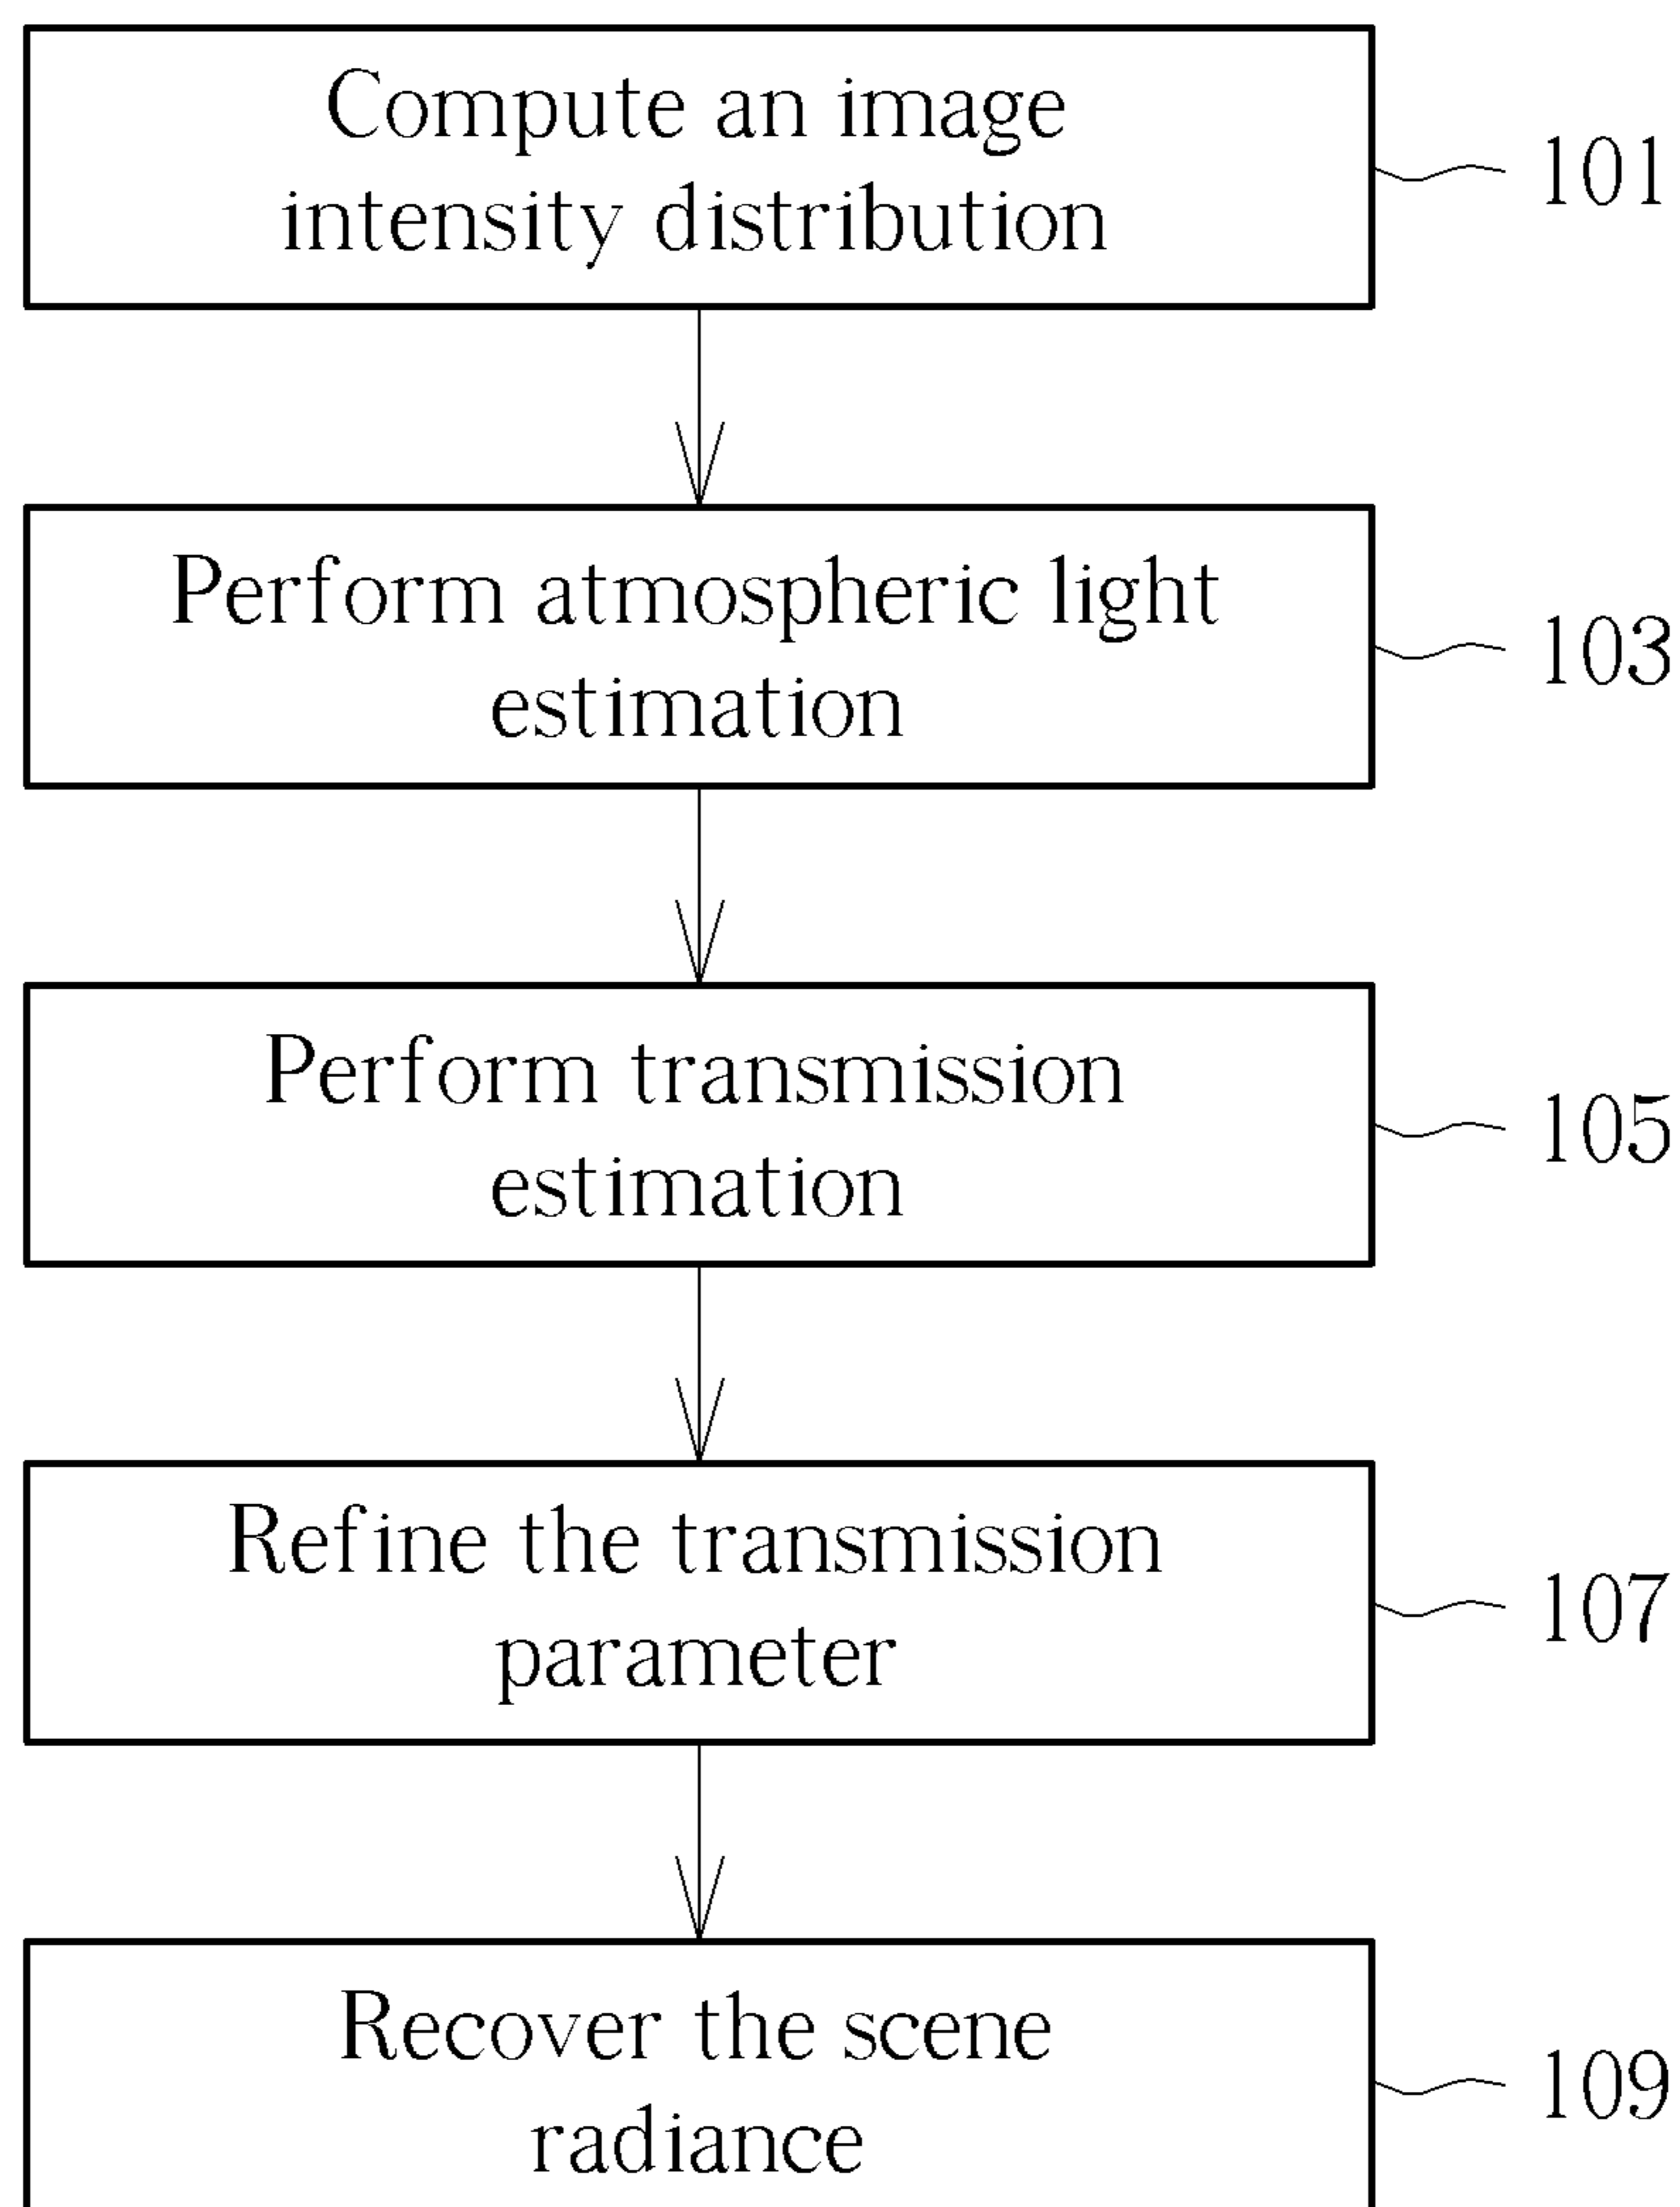 Compute an image
intensity distribution
101
Perform atmospheric light
estimation
103
Perform transmission
estimation
105
Refine the transmission
parameter
107
Recover the scene
radiance
109